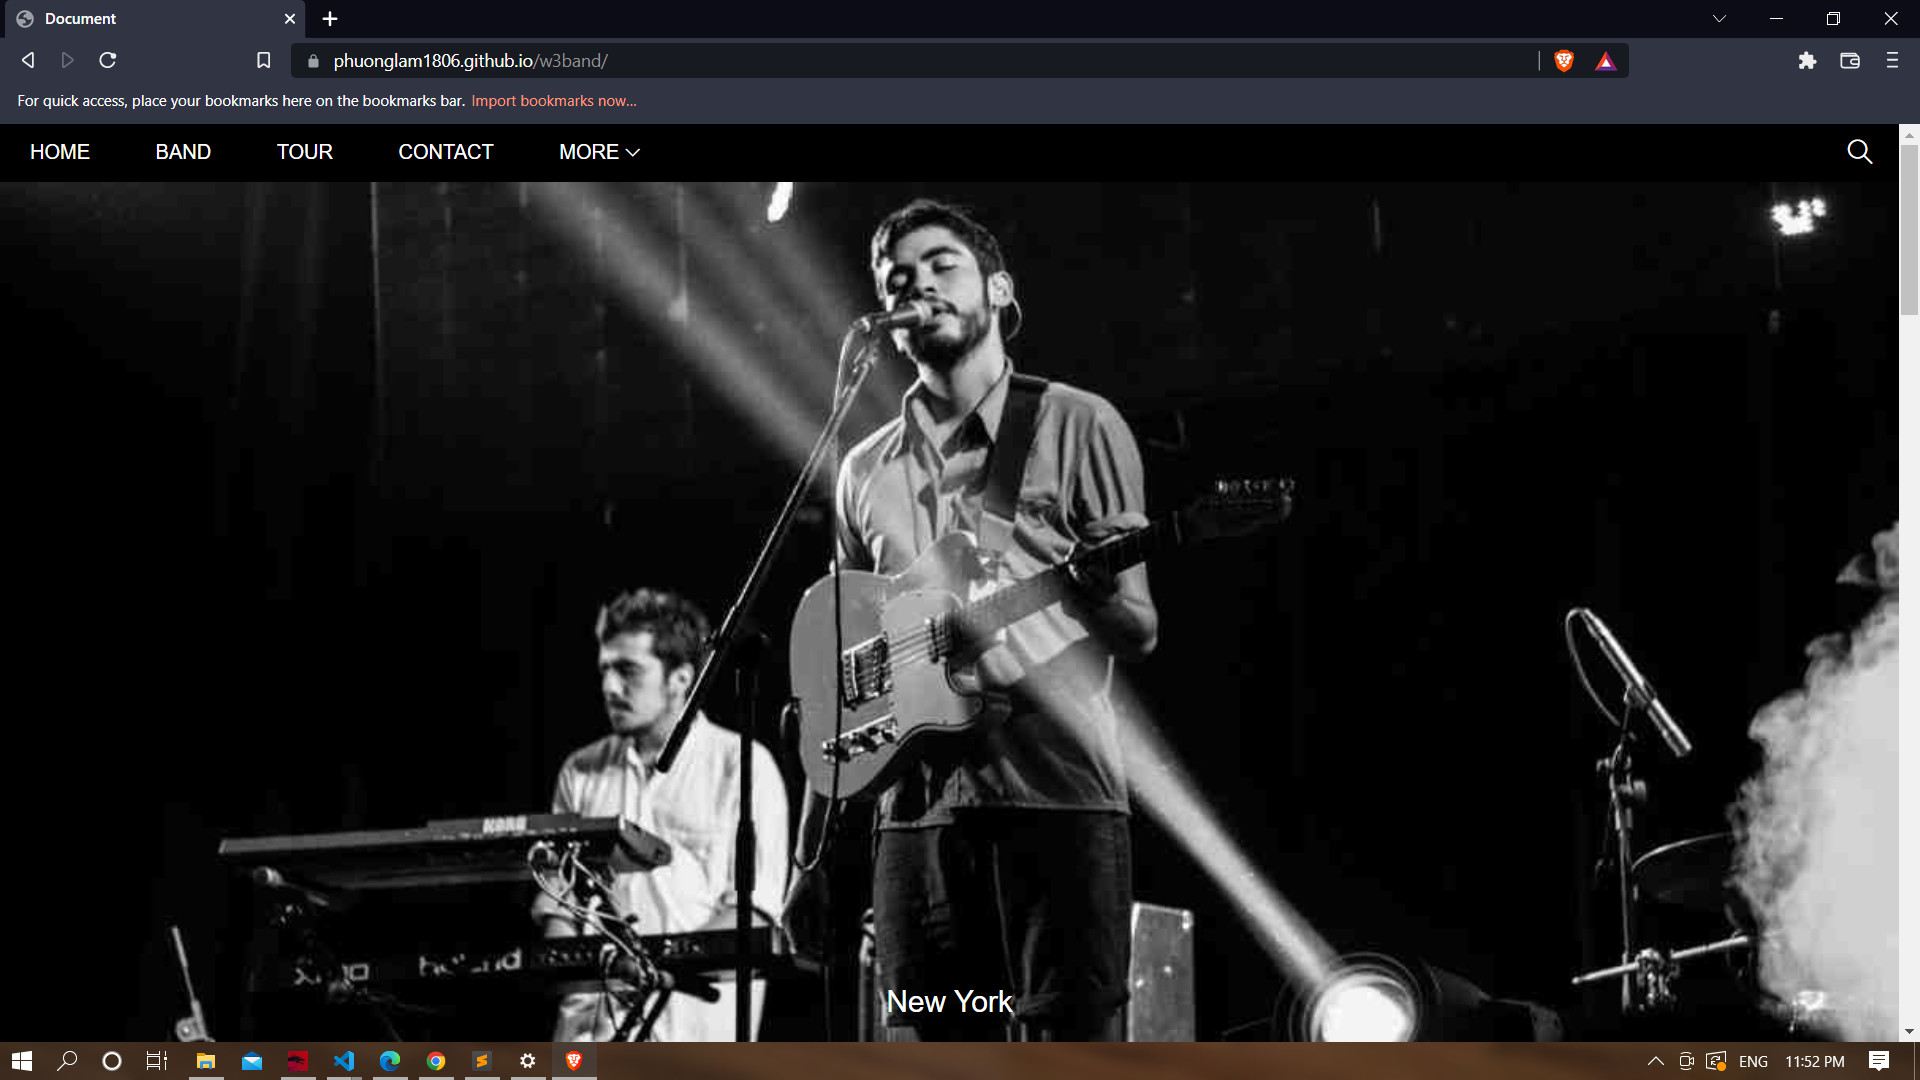 Document
phuonglam1806.github.io/w3band/
For quick access, place your bookmarks here on the bookmarks bar. Import bookmarks now...
HOME BAND TOUR CONTACT MORE
KORG
New York
ENG 11:52 PM